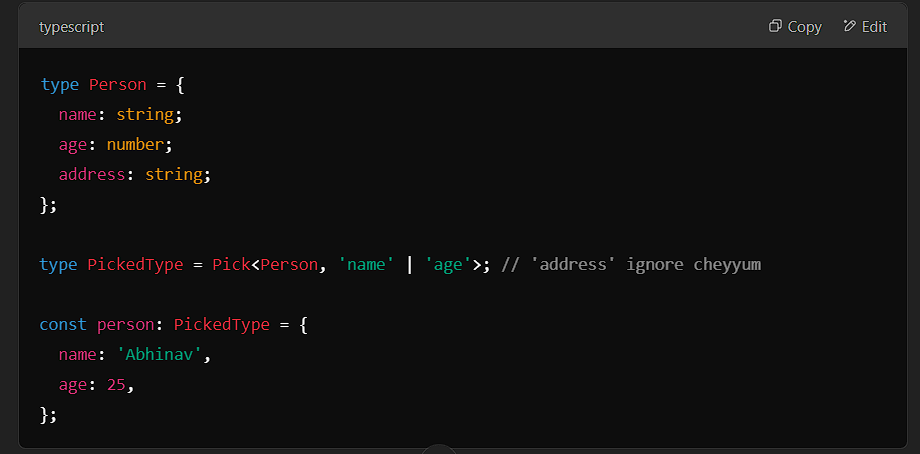 typescript Copy Edit
type Person = {
  name: string;
  age: number;
  address: string;
};
type PickedType = Pick<Person, 'name' | 'age'>; // 'address' ignore cheyyum
const person: PickedType = {
  name: 'Abhinav',
  age: 25,
};